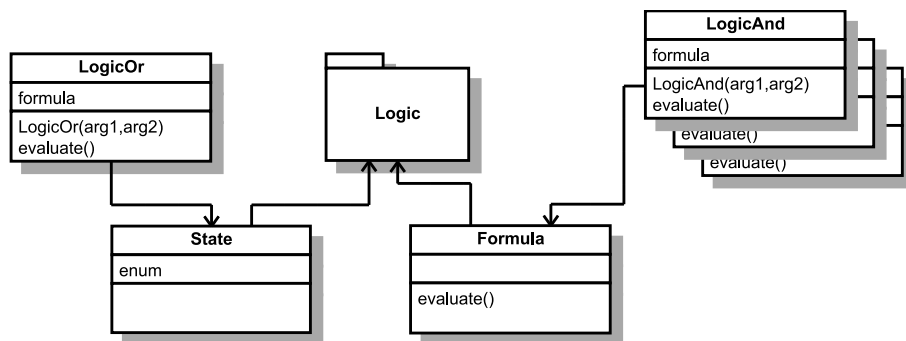 LogicAnd
formula
LogicAnd(arg1,arg2)
evaluate()
evaluate()
evaluate()
LogicOr
formula
LogicOr(arg1,arg2)
evaluate()
Logic
State
enum
Formula
evaluate()